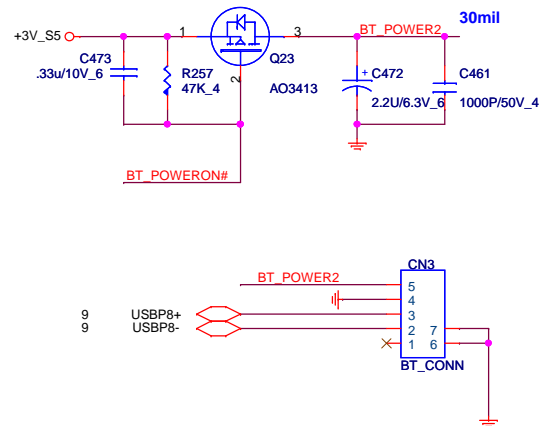 30mil
+3V_S5
1
3
BT_POWER2
C473
.33u/10V_6
R257
47K_4
2
Q23
AO3413
+
C472
2.2U/6.3V_6
C461
1000P/50V_4
BT_POWERON#
CN3
BT_POWER2
5
4
9
USBP8+
3
9
USBP8-
2
7
1
6
BT_CONN